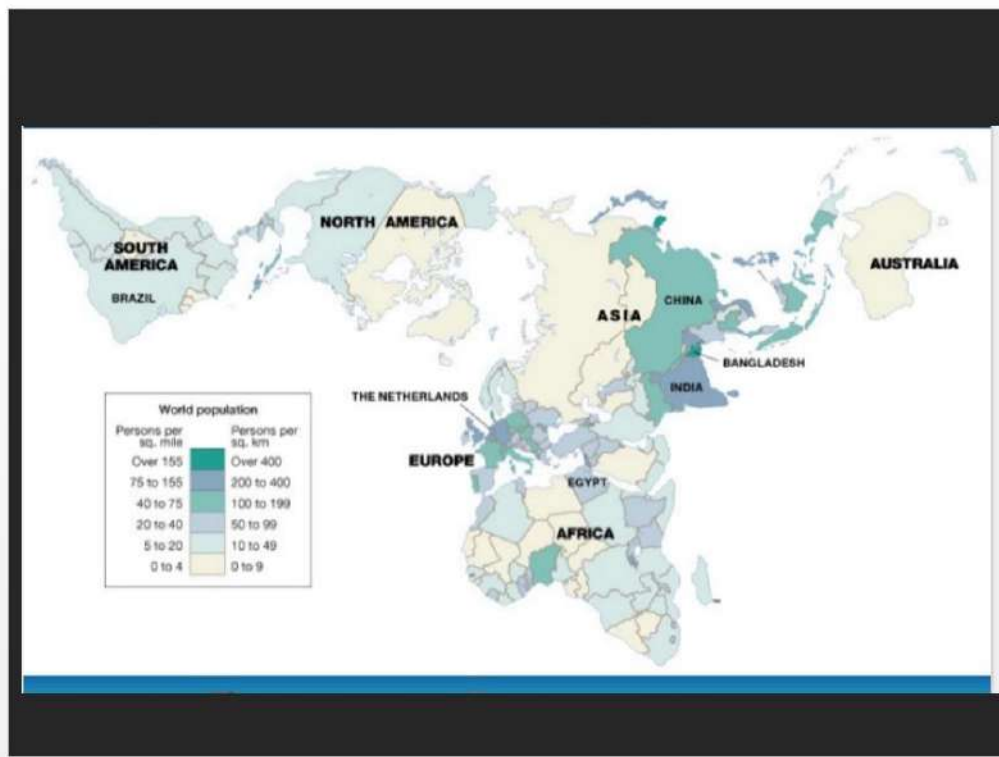 NORTH AMERICA
SOUTH
AMERICA
BRAZIL
ASIA
CHINA
AUSTRALIA
BANGLADESH
INDIA
THE NETHERLANDS
EUROPE
EGYPT
AFRICA
World population
Persons per
sq. mile
Persons per
sq. km
Over 155
Over 400
75 to 155
200 to 400
40 to 75
100 to 199
20 to 40
50 to 99
5 to 20
10 to 49
0 to 4
0 to 9